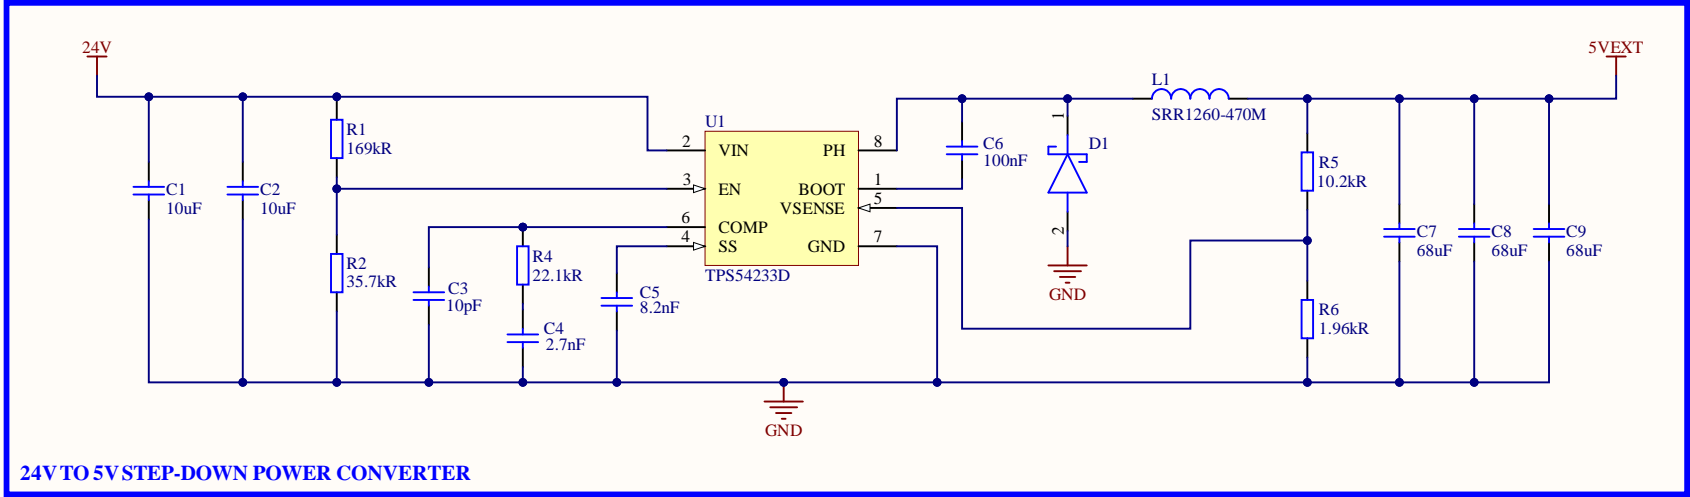 24V
5VEXT
L1
SRR1260-470M
U1
R1
169kR
2
VIN
PH
8
C6
100nF
1
D1
R5
10.2kR
C1
10uF
C2
10uF
3
EN
BOOT
1
VSENSE
5
6
COMP
4
SS
GND
7
2
C7
68uF
C8
68uF
C9
68uF
R2
35.7kR
R4
22.1kR
TPS54233D
GND
C3
10pF
C5
8.2nF
R6
1.96kR
C4
2.7nF
GND
24V TO 5V STEP-DOWN POWER CONVERTER